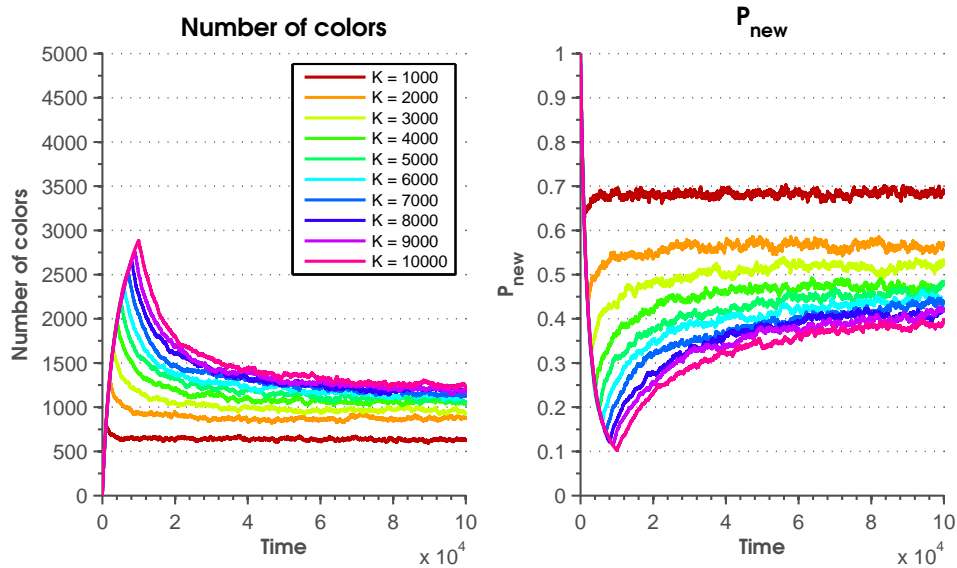 Number of colors
5000
4500
4000
3500
3000
2500
2000
1500
1000
500
0
Number of colors
K = 1000
K = 2000
K = 3000
K = 4000
K = 5000
K = 6000
K = 7000
K = 8000
K = 9000
K = 10000
0 2 4 6 8 10
Time
x 10^4
P_new
1
0.9
0.8
0.7
0.6
0.5
0.4
0.3
0.2
0.1
0
P_new
0 2 4 6 8 10
Time
x 10^4